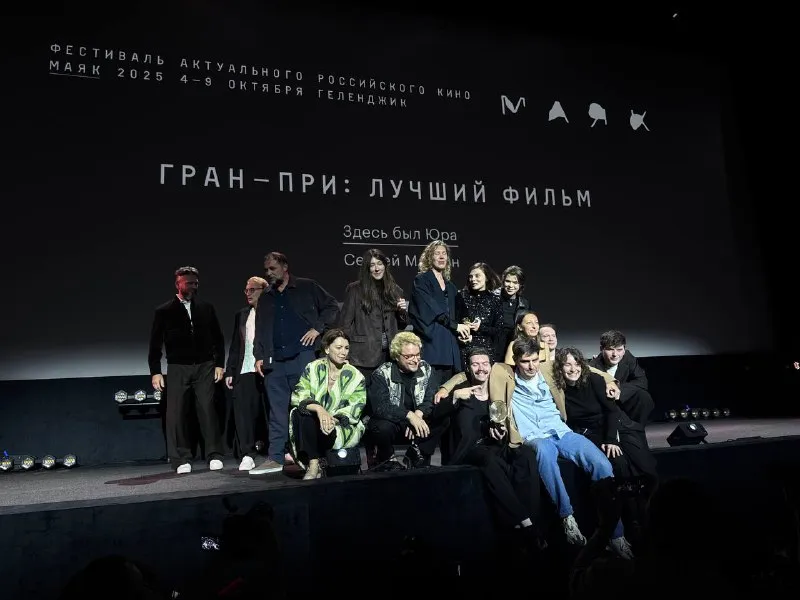 ФЕСТИВАЛЬ АКТУАЛЬНОГО РОССИЙСКОГО КИНО
МАЯК 2025 4–9 ОКТЯБРЯ ГЕЛЕНДЖИК
МАЯК
ГРАН–ПРИ: ЛУЧШИЙ ФИЛЬМ
Здесь был Юра